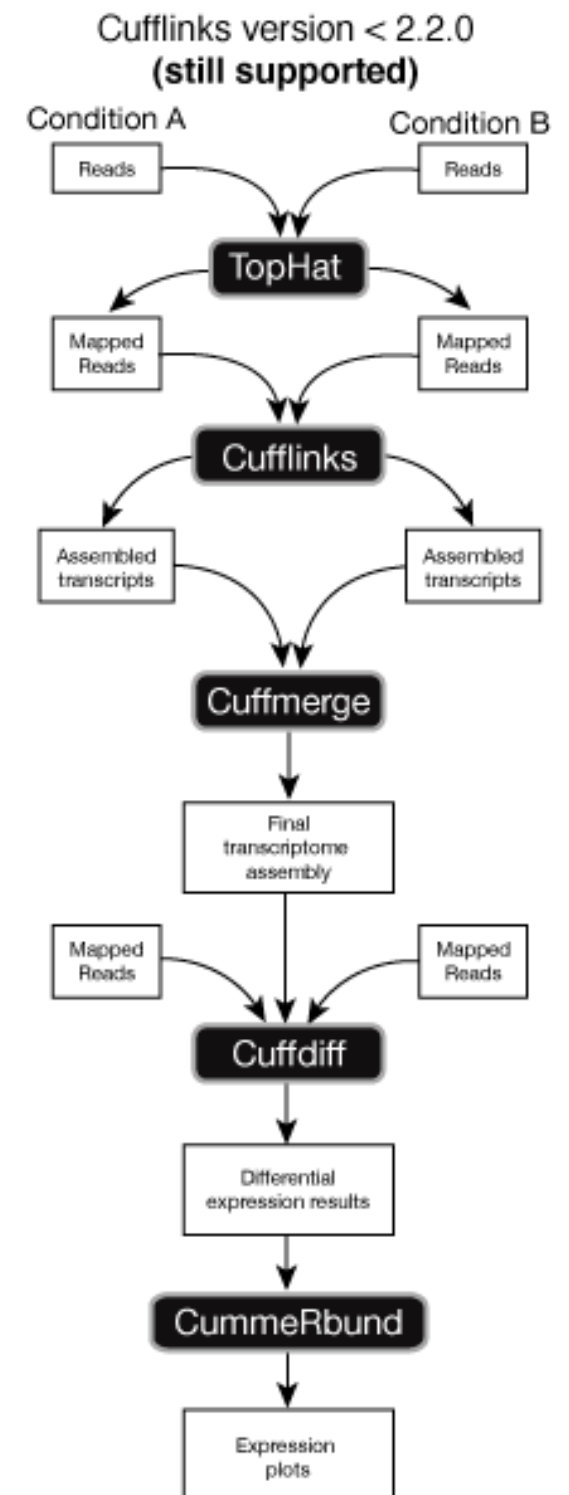 Cufflinks version < 2.2.0
(still supported)
Condition A
Condition B
Reads
Reads
TopHat
Mapped
Reads
Mapped
Reads
Cufflinks
Assembled
transcripts
Assembled
transcripts
Cuffmerge
Final
transcriptome
assembly
Mapped
Reads
Mapped
Reads
Cuffdiff
Differential
expression results
CummeRbund
Expression
plots